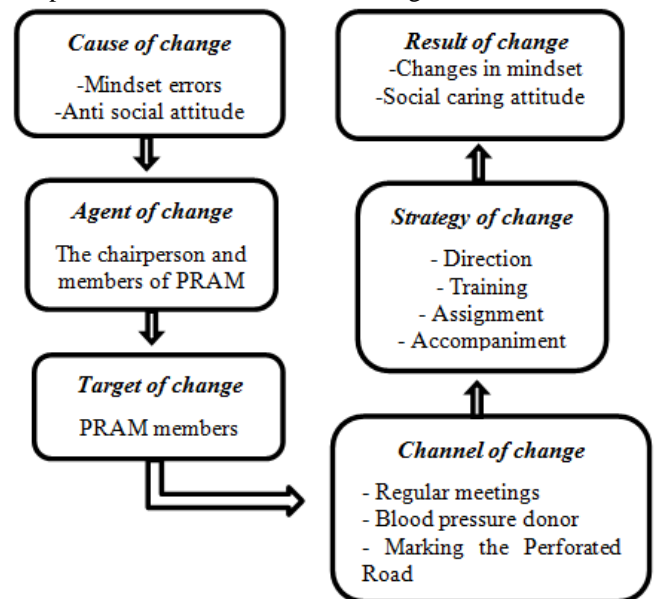 Cause of change
-Mindset errors
-Anti social attitude
Agent of change
The chairperson and
members of PRAM
Target of change
PRAM members
Channel of change
- Regular meetings
- Blood pressure donor
- Marking the Perforated
Road
Strategy of change
- Direction
- Training
- Assignment
- Accompaniment
Result of change
-Changes in mindset
-Social caring attitude